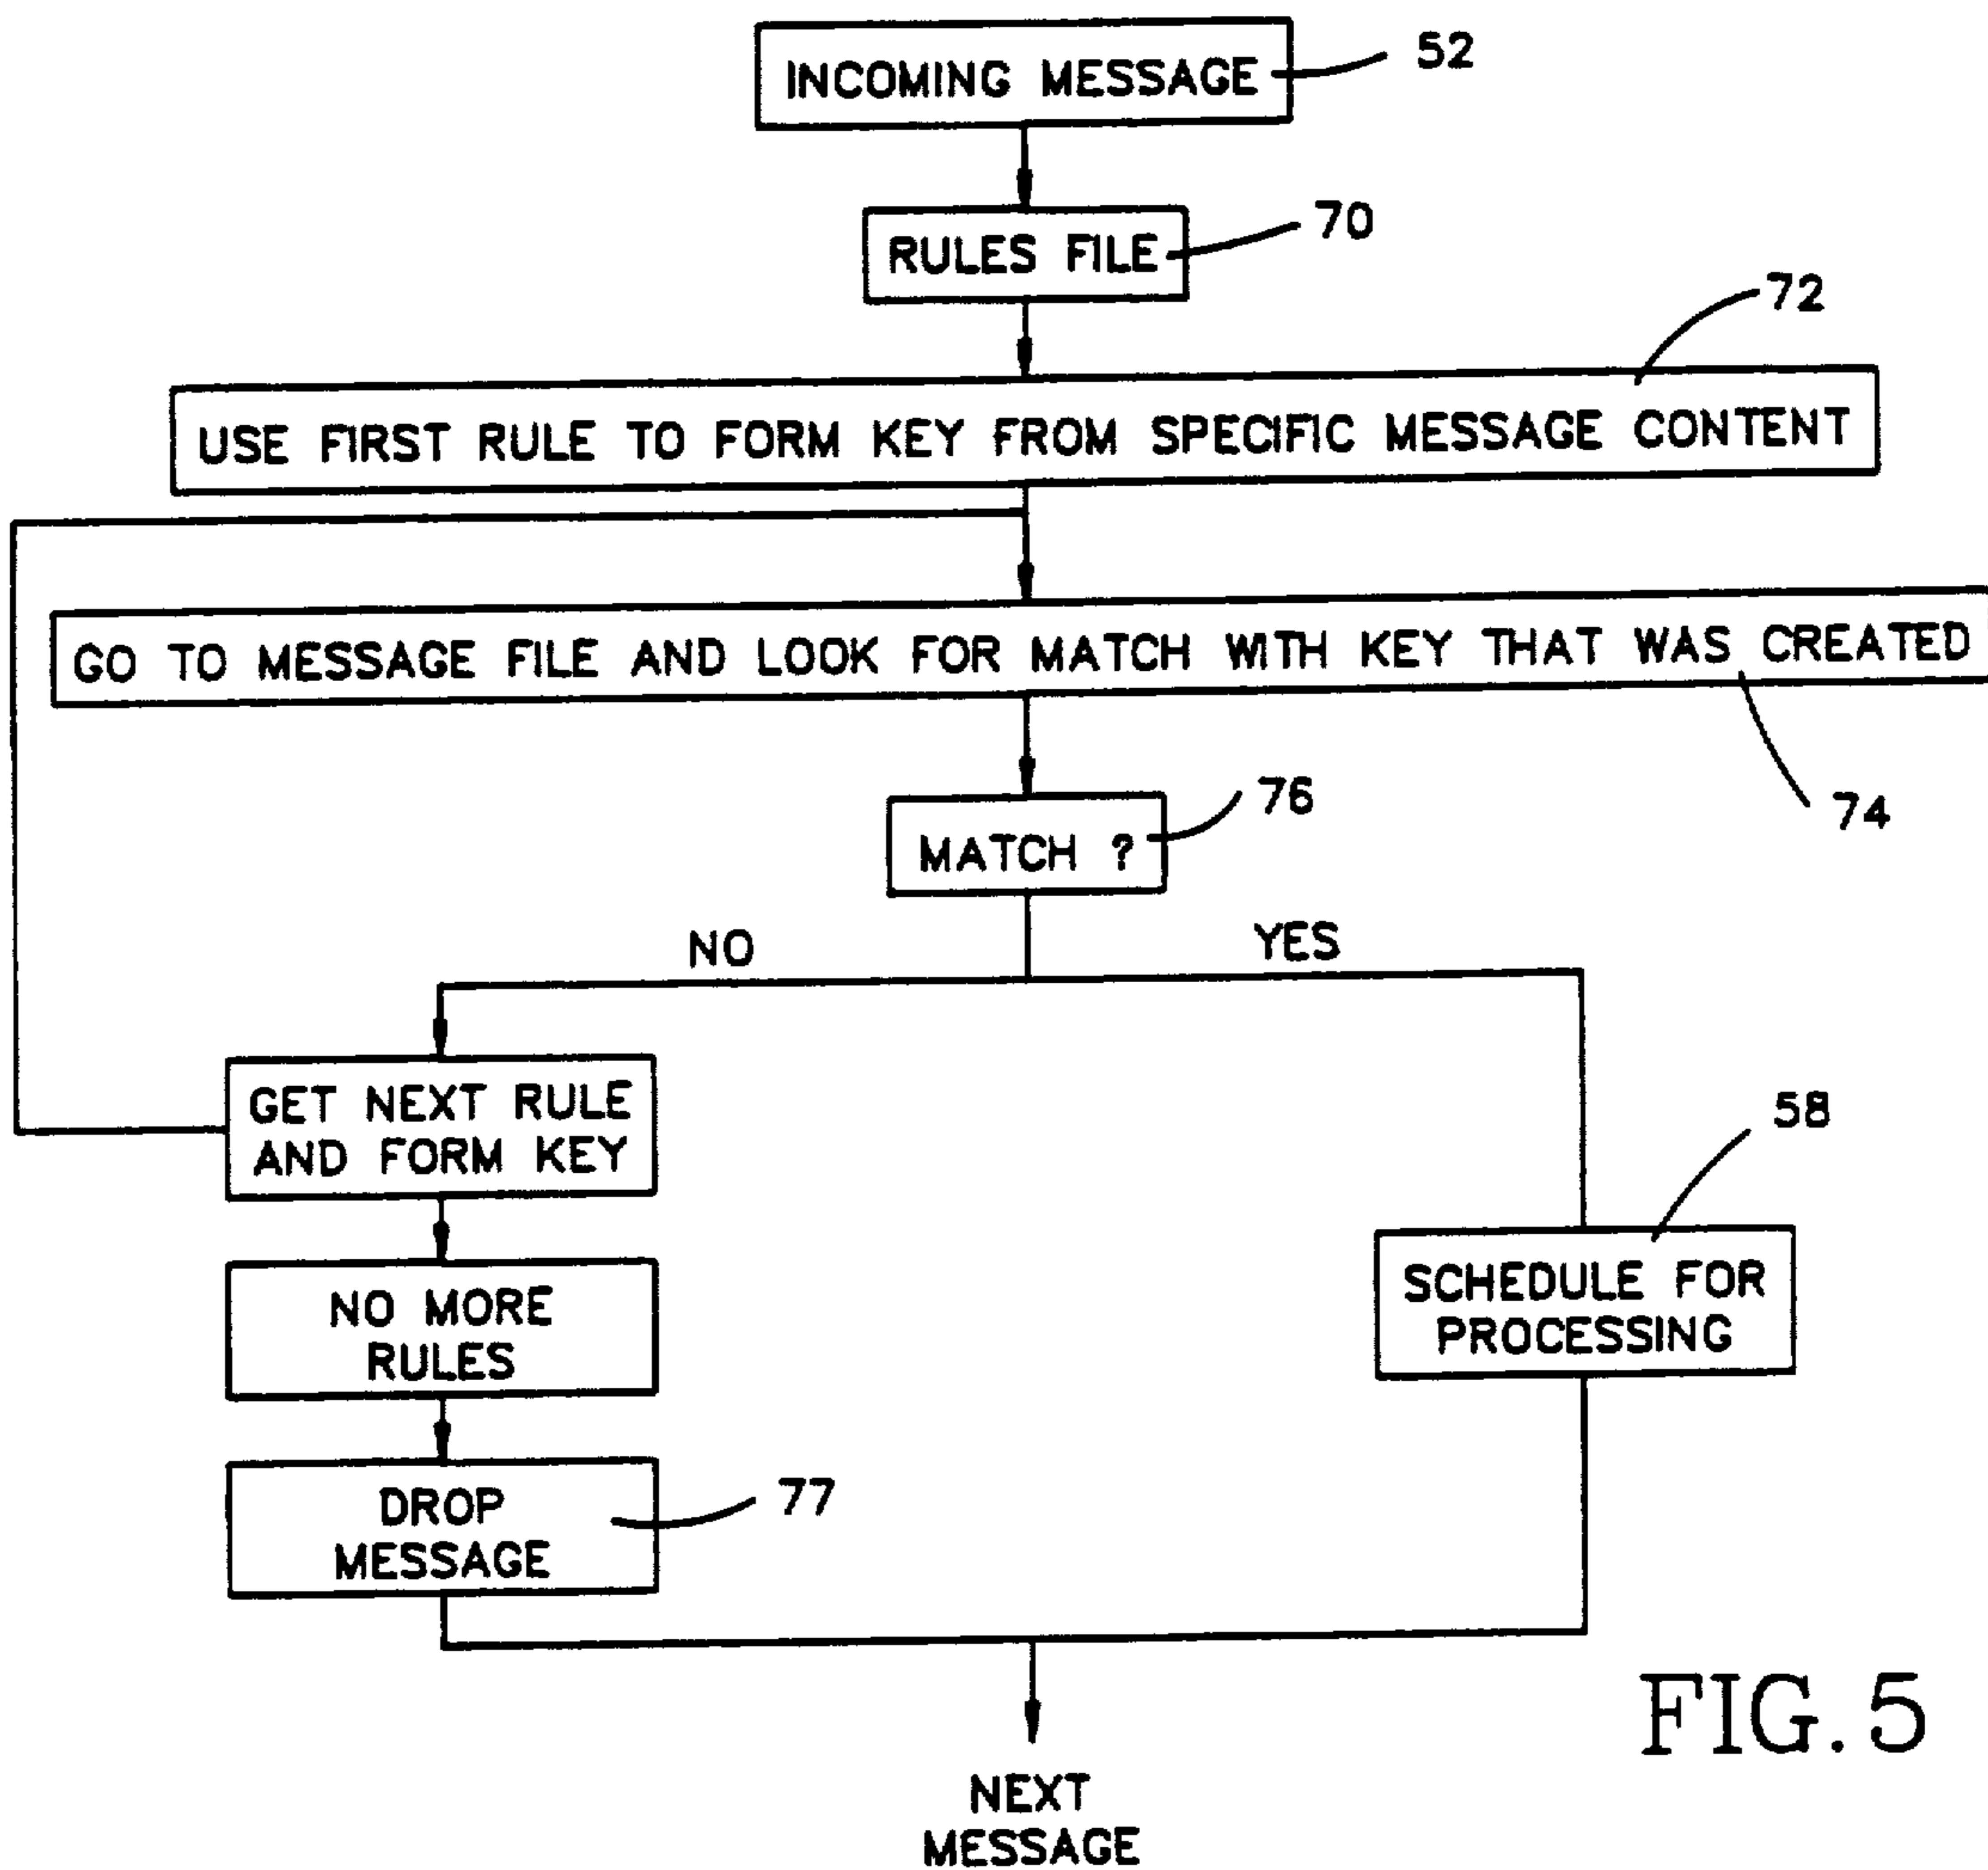 INCOMING MESSAGE
52
RULES FILE
70
72
USE FIRST RULE TO FORM KEY FROM SPECIFIC MESSAGE CONTENT
GO TO MESSAGE FILE AND LOOK FOR MATCH WITH KEY THAT WAS CREATED
74
76
MATCH ?
NO
YES
GET NEXT RULE
AND FORM KEY
58
NO MORE
RULES
SCHEDULE FOR
PROCESSING
DROP
MESSAGE
77
NEXT
MESSAGE
FIG. 5